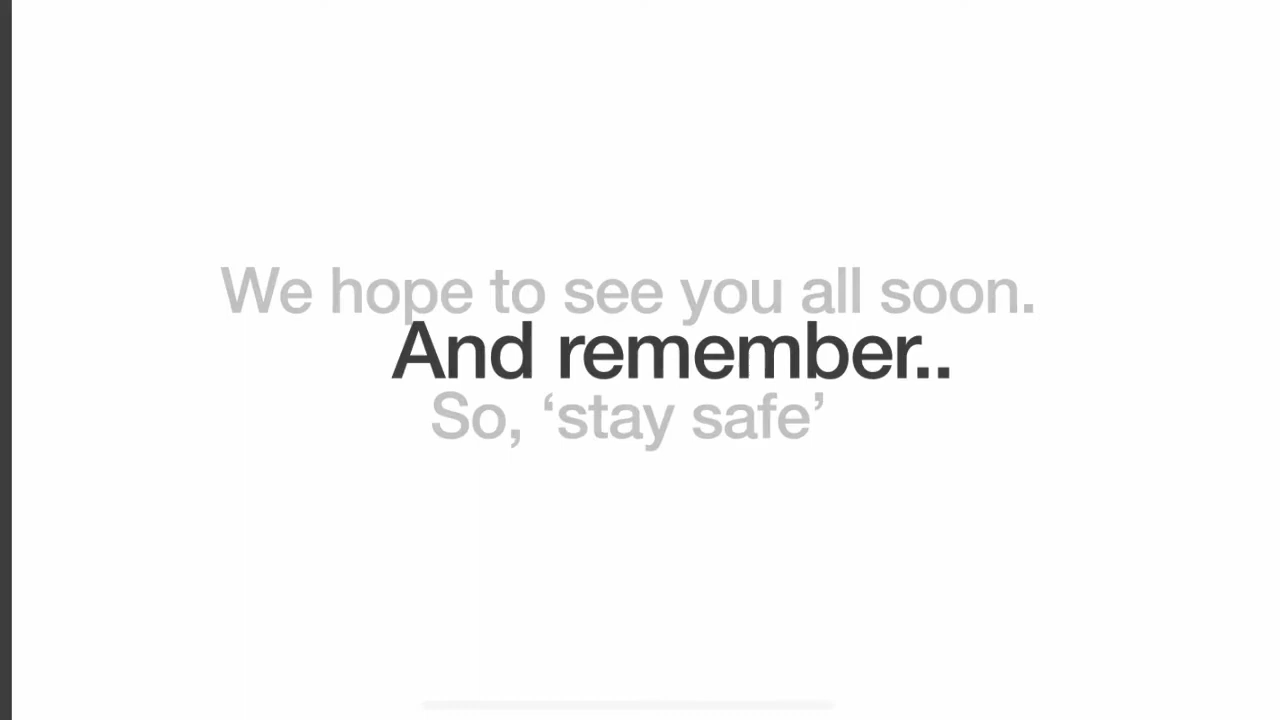 We hope to see you all soon.
And remember..
So, ‘stay safe’